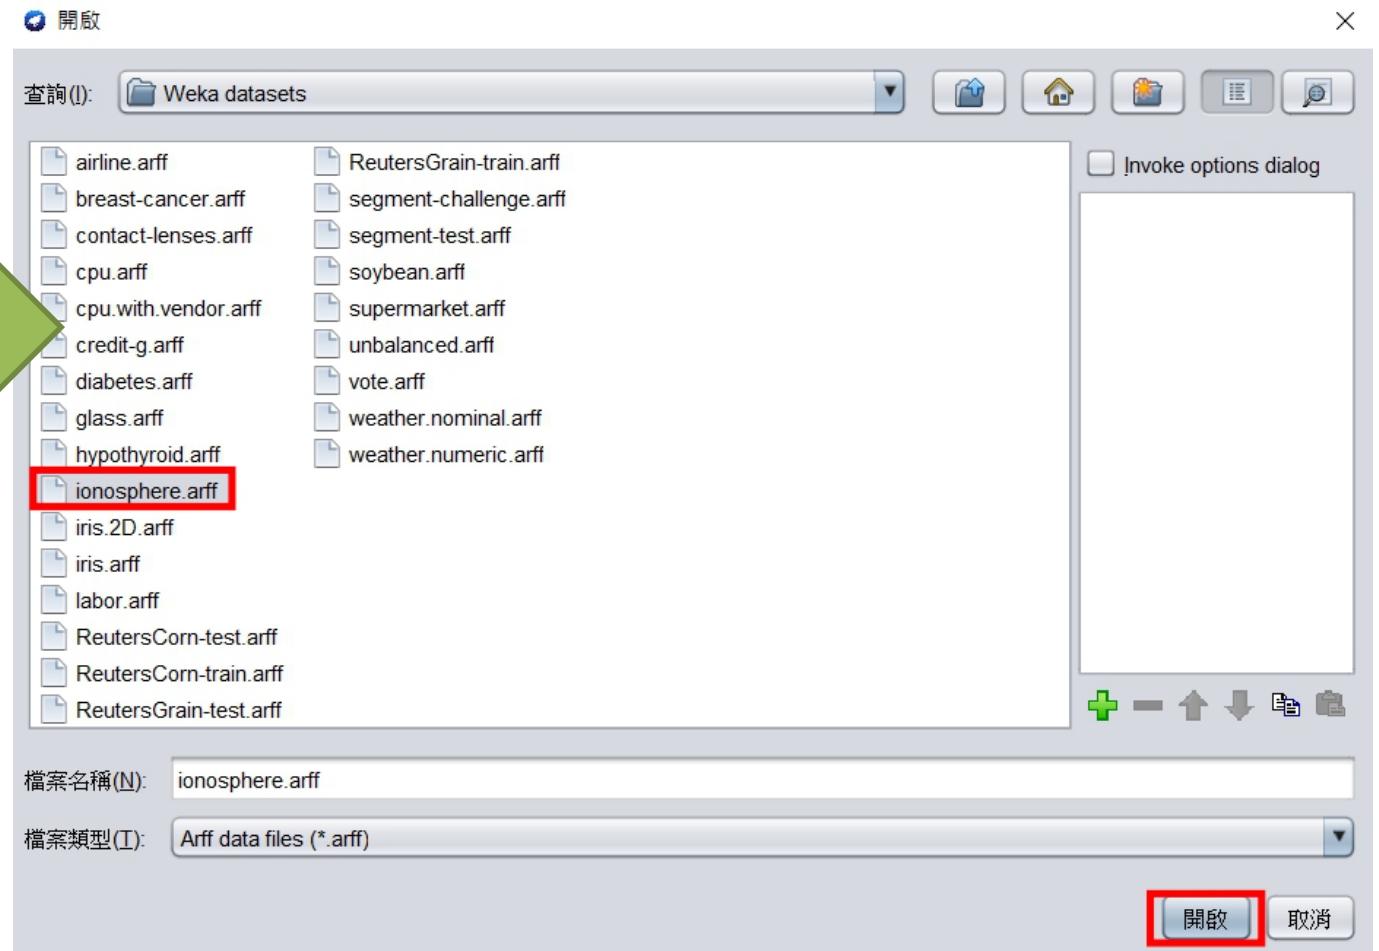 開啟
查詢(I):
Weka datasets
airline.arff
breast-cancer.arff
contact-lenses.arff
cpu.arff
cpu.with.vendor.arff
credit-g.arff
diabetes.arff
glass.arff
hypothyroid.arff
ionosphere.arff
iris.2D.arff
iris.arff
labor.arff
ReutersCorn-test.arff
ReutersCorn-train.arff
ReutersGrain-test.arff
ReutersGrain-train.arff
segment-challenge.arff
segment-test.arff
soybean.arff
supermarket.arff
unbalanced.arff
vote.arff
weather.nominal.arff
weather.numeric.arff
Invoke options dialog
檔案名稱(N):
ionosphere.arff
檔案類型(T):
Arff data files (*.arff)
開啟
取消